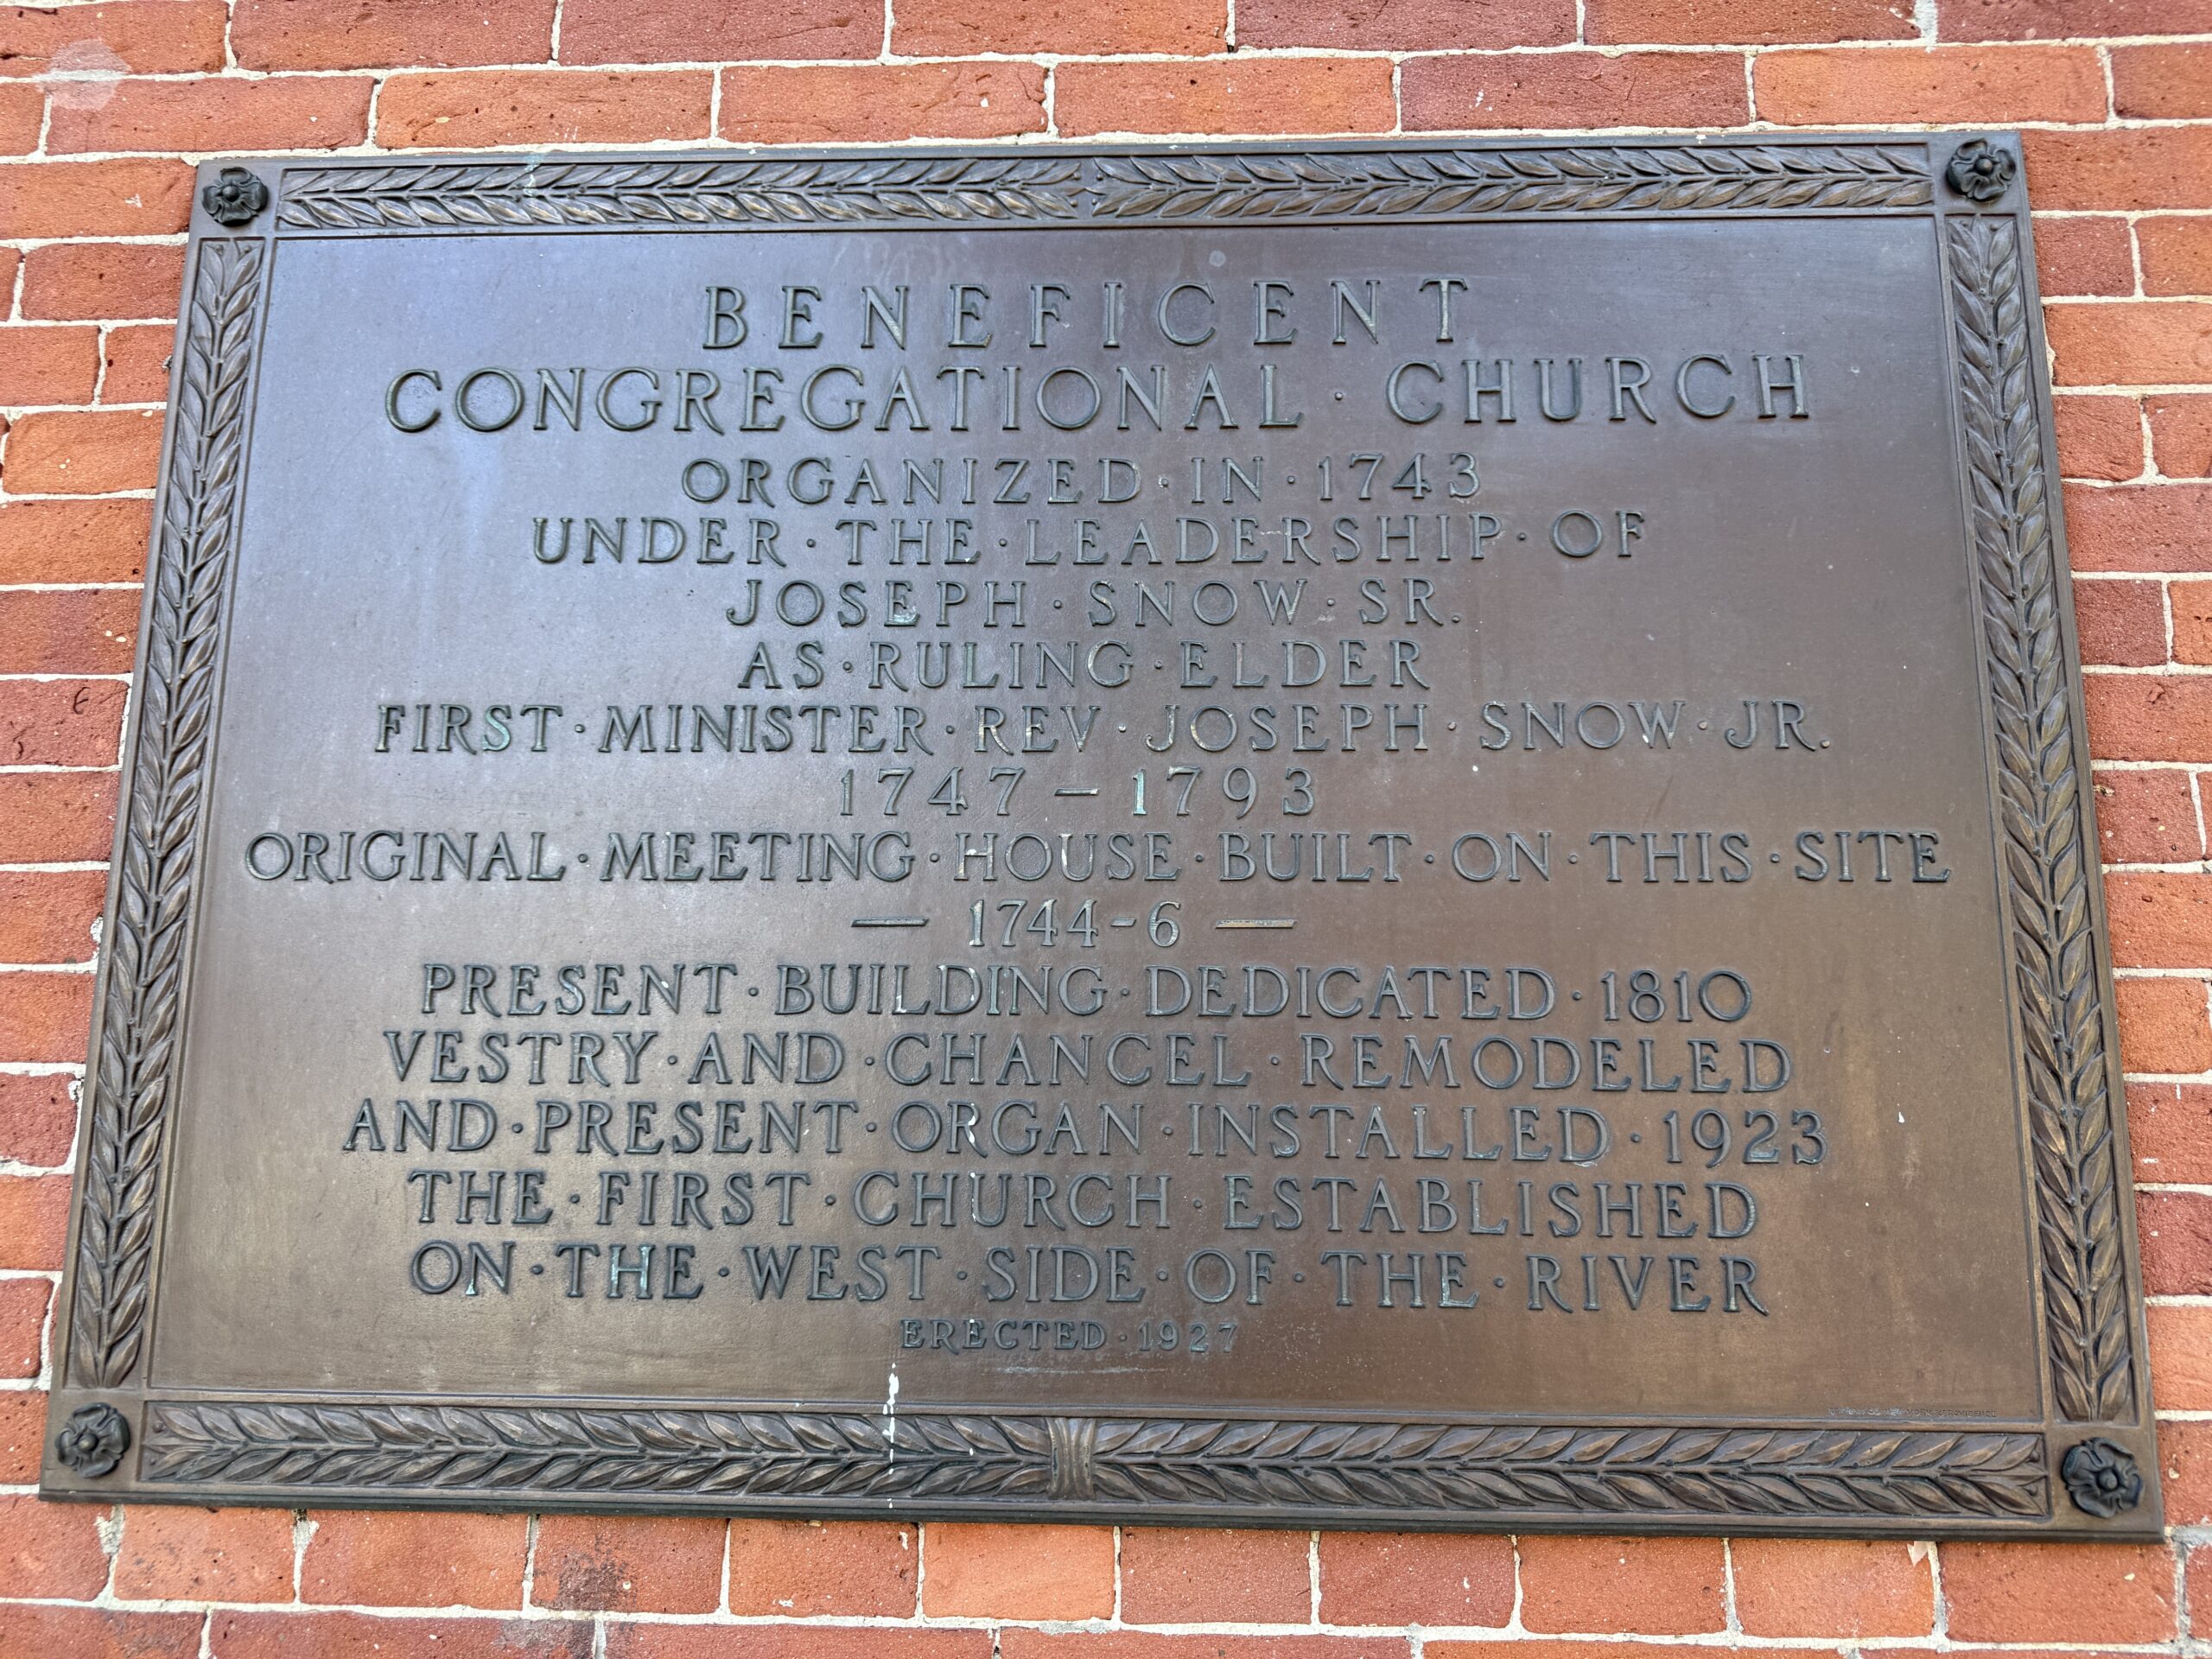 BENEFICENT
CONGREGATIONAL · CHURCH
ORGANIZED · IN · 1743
UNDER · THE · LEADERSHIP · OF
JOSEPH · SNOW · SR.
AS · RULING · ELDER
FIRST · MINISTER · REV · JOSEPH · SNOW · JR.
1747 – 1793
ORIGINAL · MEETING · HOUSE · BUILT · ON · THIS · SITE
— 1744-6 —
PRESENT · BUILDING · DEDICATED · 1810
VESTRY · AND · CHANCEL · REMODELED
AND · PRESENT · ORGAN · INSTALLED · 1923
THE · FIRST · CHURCH · ESTABLISHED
ON · THE · WEST · SIDE · OF · THE · RIVER
ERECTED · 1927